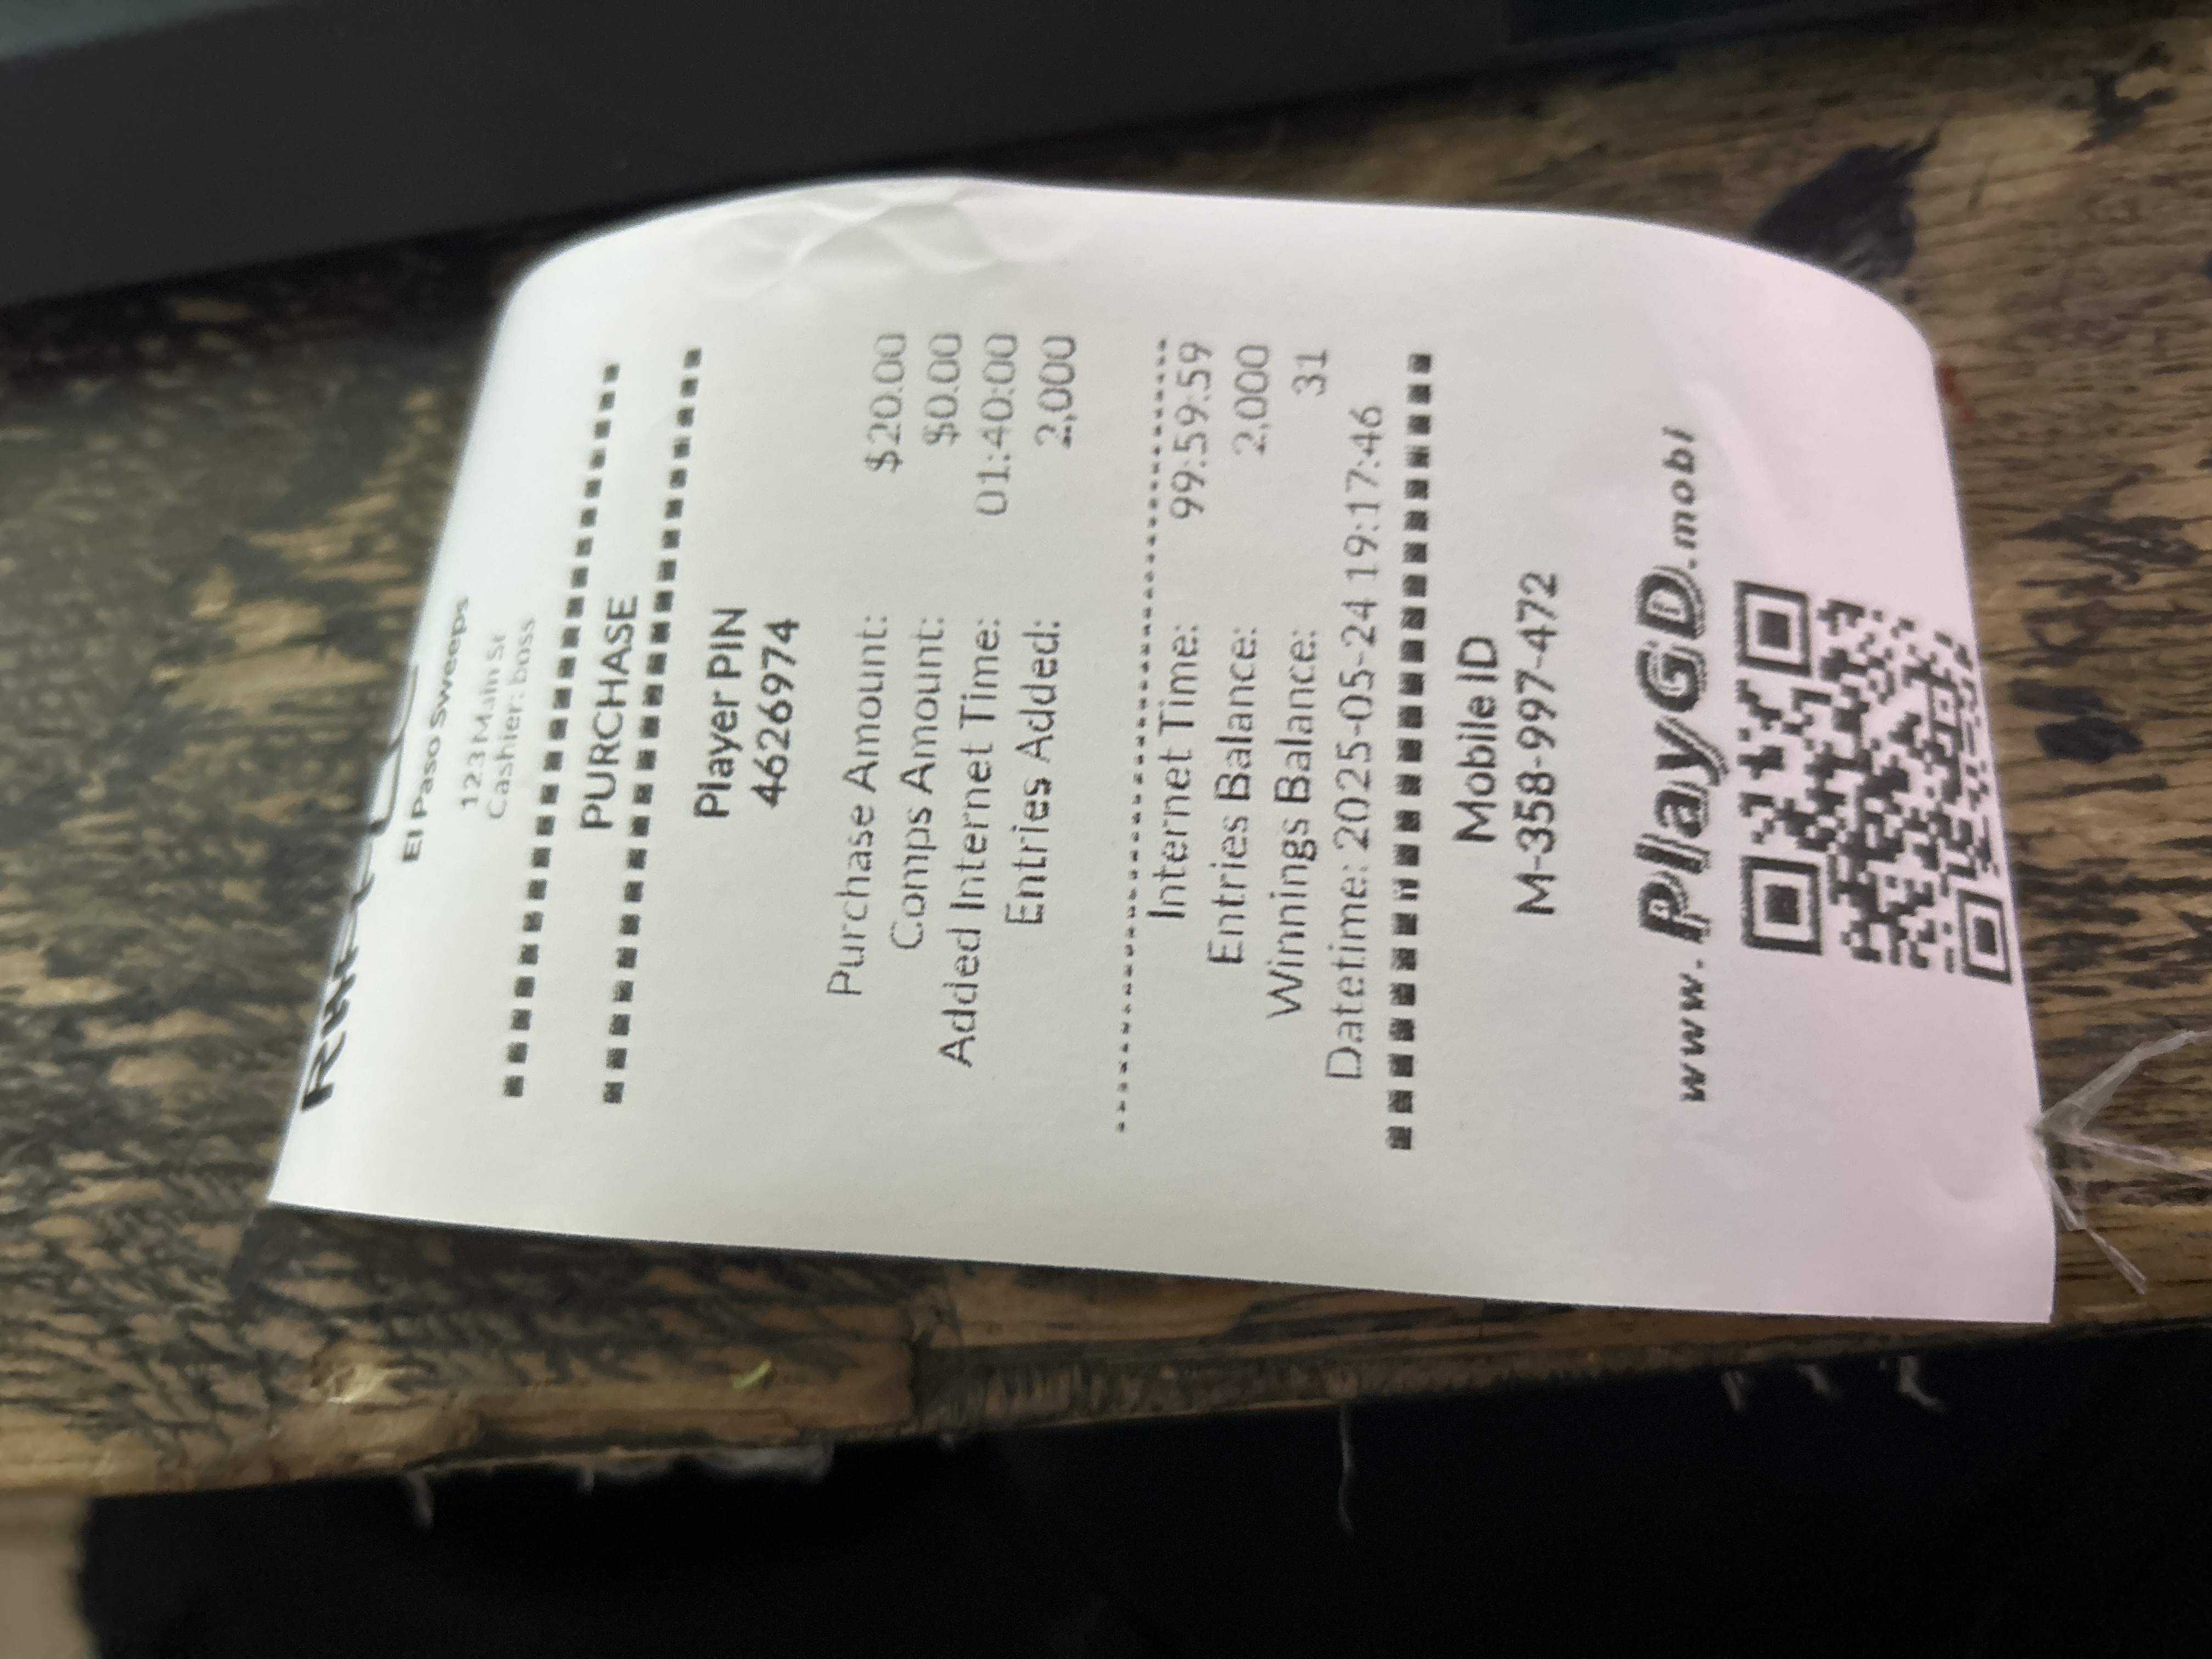 El Paso Sweeps
123 Main St
Cashier: boss
PURCHASE
Player PIN
4626974
Purchase Amount: $20.00
Comps Amount: $0.00
Added Internet Time: 01:40:00
Entries Added: 2,000
Internet Time: 99:59:59
Entries Balance: 2,000
Winnings Balance: 31
Datetime: 2025-05-24 19:17:46
Mobile ID
M-358-997-472
www.PlayGD.mobi